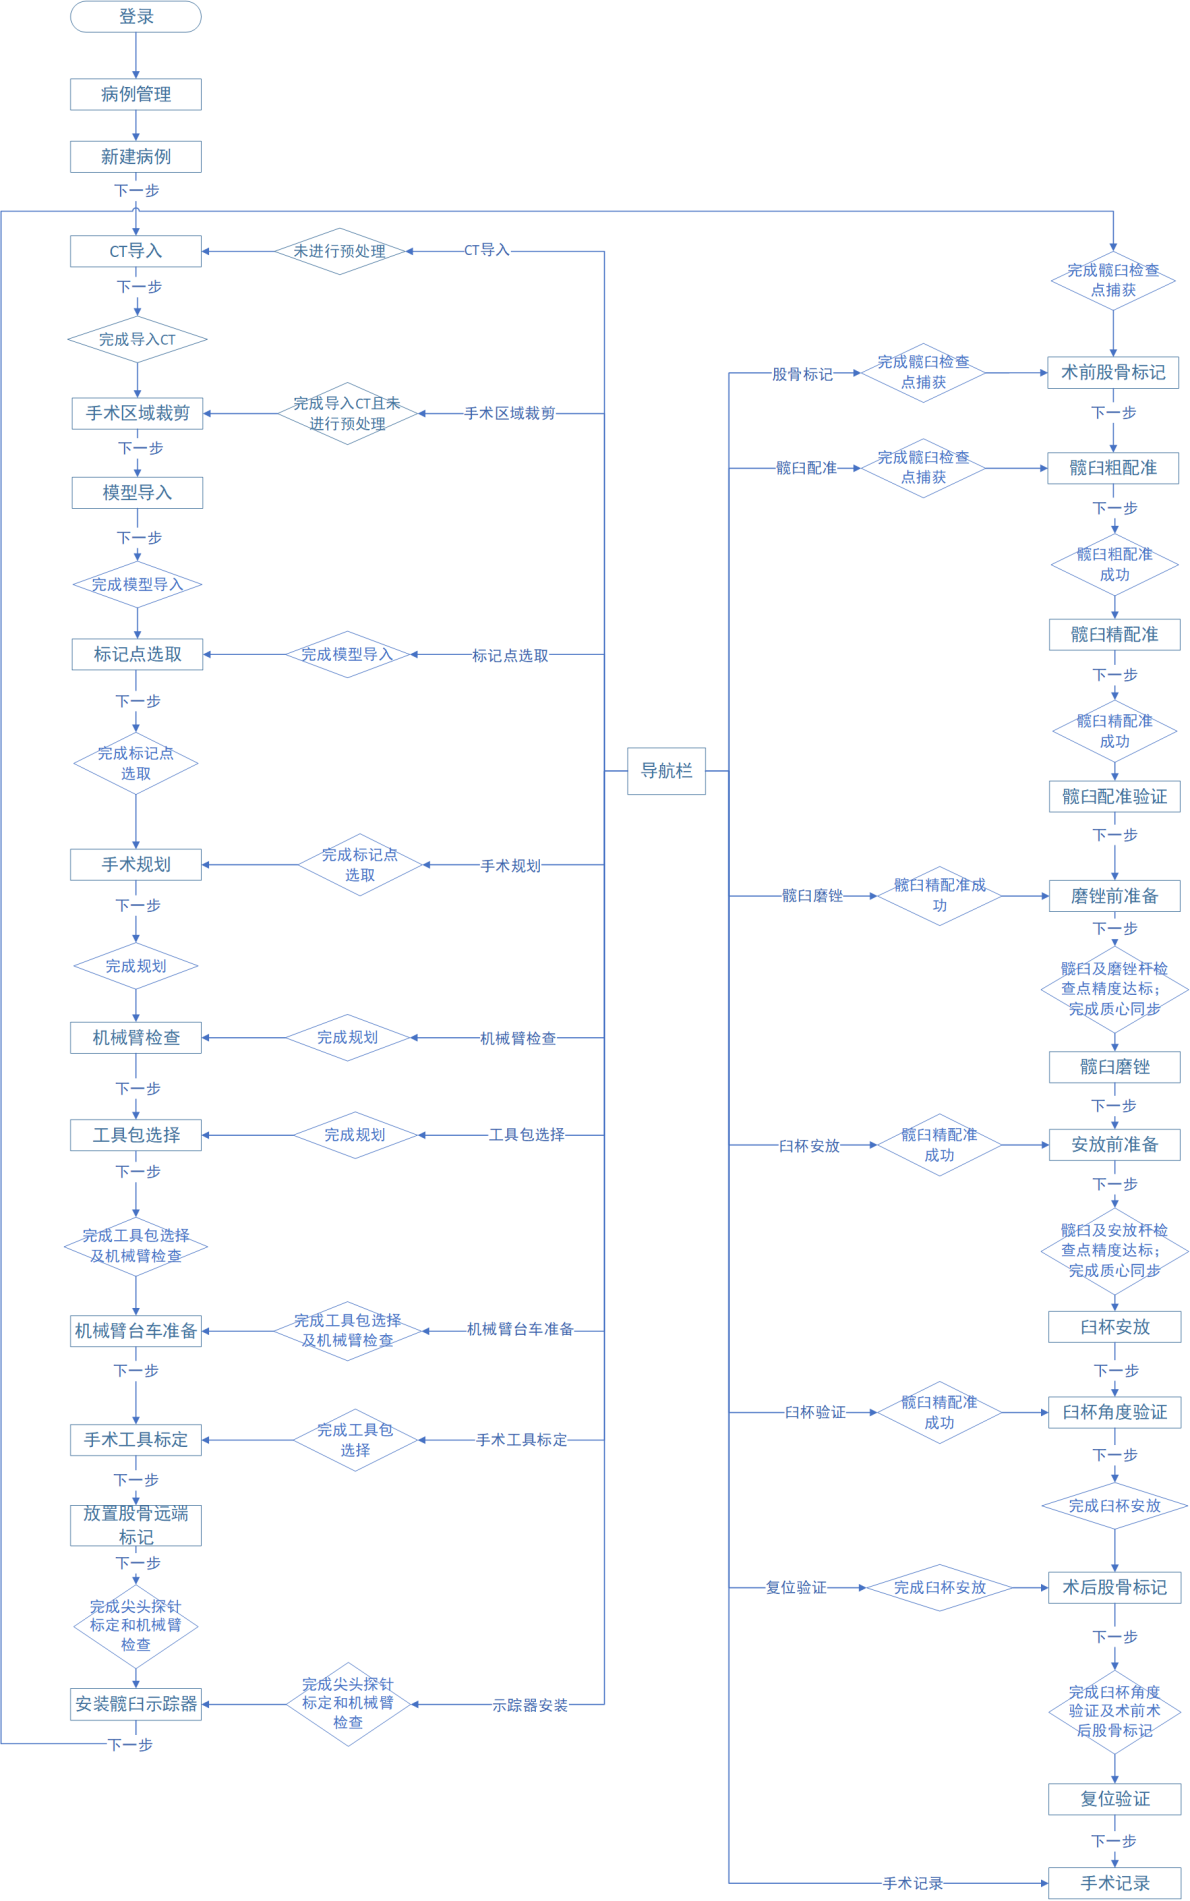 登录
病例管理
新建病例
下一步
CT导入
下一步
完成导入CT
手术区域裁剪
下一步
模型导入
下一步
完成模型导入
标记点选取
下一步
完成标记点
选取
手术规划
下一步
完成规划
机械臂检查
下一步
工具包选择
下一步
完成工具包选择
及机械臂检查
机械臂台车准备
下一步
手术工具标定
下一步
放置股骨远端
标记
下一步
完成尖头探针
标定和机械臂
检查
安装髋臼示踪器
下一步
未进行预处理
CT导入
完成导入CT且未
进行预处理
手术区域裁剪
完成模型导入
标记点选取
完成标记点
选取
手术规划
完成规划
机械臂检查
完成规划
工具包选择
完成工具包选择
及机械臂检查
机械臂台车准备
完成工具包
选择
手术工具标定
完成尖头探针
标定和机械臂
检查
示踪器安装
导航栏
股骨标记
完成髋臼检查
点捕获
髋臼配准
完成髋臼检查
点捕获
髋臼磨锉
髋臼精配准成
功
臼杯安放
髋臼精配准
成功
臼杯验证
髋臼精配准
成功
复位验证
完成臼杯安放
手术记录
完成髋臼检查
点捕获
术前股骨标记
下一步
髋臼粗配准
下一步
髋臼粗配准
成功
髋臼精配准
下一步
髋臼精配准
成功
髋臼配准验证
下一步
磨锉前准备
下一步
髋臼及磨锉杆检
查点精度达标；
完成质心同步
髋臼磨锉
下一步
安放前准备
下一步
髋臼及安放杆检
查点精度达标；
完成质心同步
臼杯安放
下一步
臼杯角度验证
下一步
完成臼杯安放
术后股骨标记
下一步
完成臼杯角度
验证及术前术
后股骨标记
复位验证
下一步
手术记录